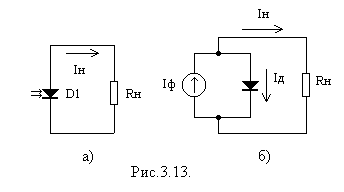 Iн
Iн
D1
Rн
Iф
Iд
Rн
а)
б)
Рис.3.13.